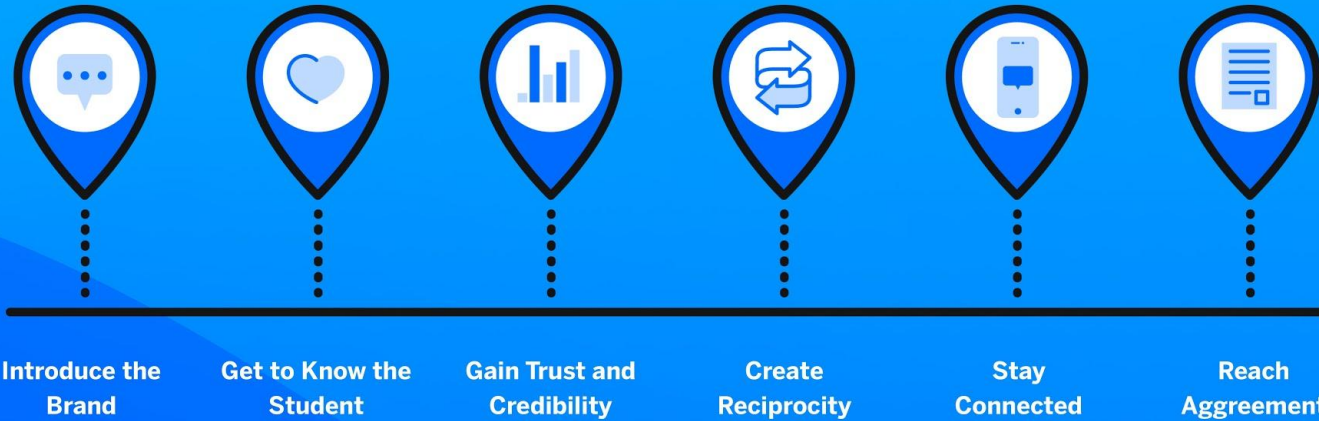 Introduce the
Brand
Get to Know the
Student
Gain Trust and
Credibility
Create
Reciprocity
Stay
Connected
Reach
Aggreement